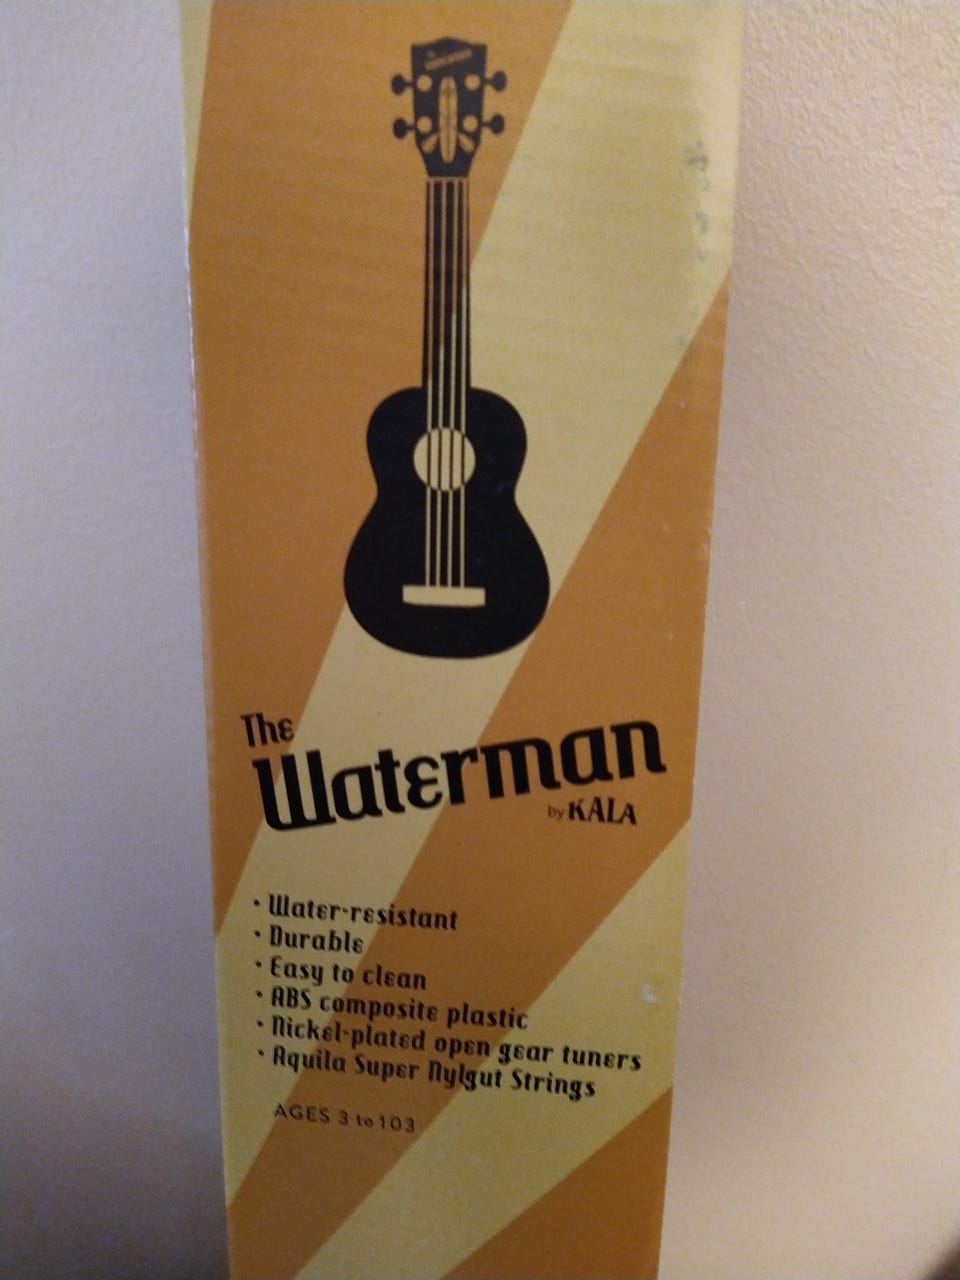 The
Waterman
by KALA
• Water-resistant
• Durable
• Easy to clean
• ABS composite plastic
• Nickel-plated open gear tuners
• Aquila Super Nylgut Strings
AGES 3 to 103